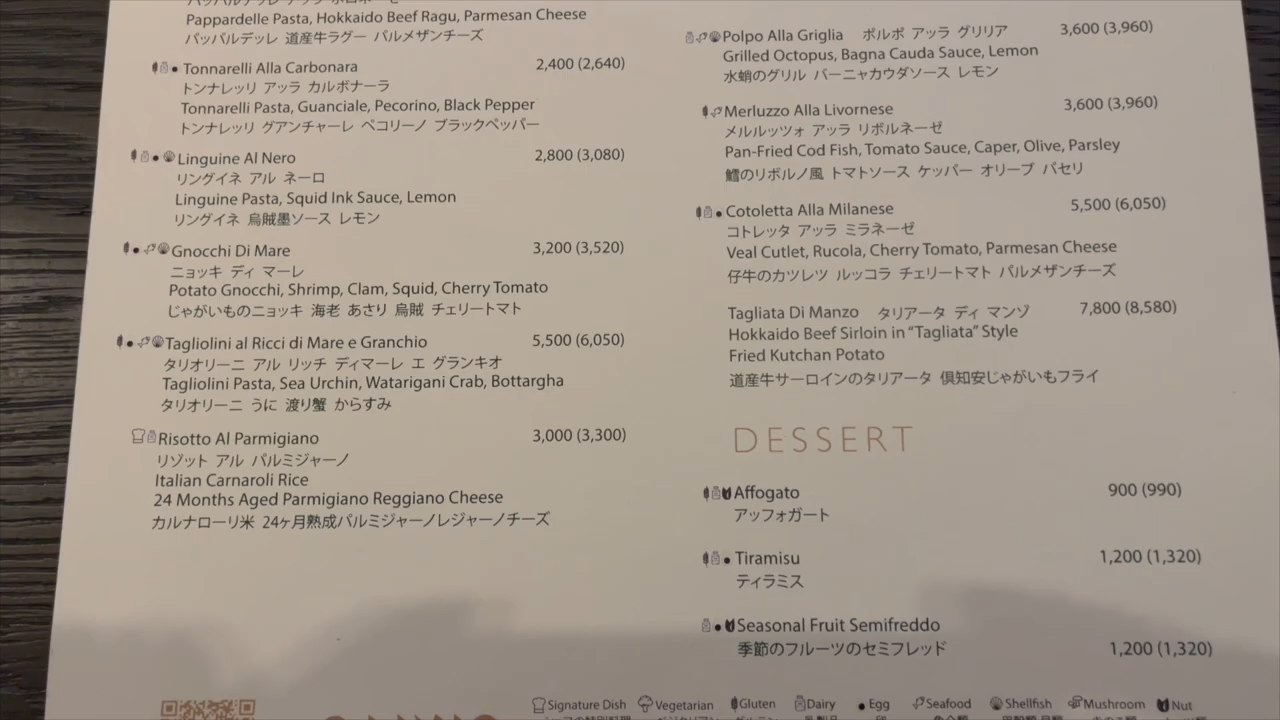 Pappardelle Pasta, Hokkaido Beef Ragu, Parmesan Cheese
パッパルデッレ 道産牛ラグー パルメザンチーズ
Tonnarelli Alla Carbonara 2,400 (2,640)
トンナレッリ アッラ カルボナーラ
Tonnarelli Pasta, Guanciale, Pecorino, Black Pepper
トンナレッリ グアンチャーレ ペコリーノ ブラックペッパー
Linguine Al Nero 2,800 (3,080)
リングイネ アル ネーロ
Linguine Pasta, Squid Ink Sauce, Lemon
リングイネ 烏賊墨ソース レモン
Gnocchi Di Mare 3,200 (3,520)
ニョッキ ディ マーレ
Potato Gnocchi, Shrimp, Clam, Squid, Cherry Tomato
じゃがいものニョッキ 海老 あさり 烏賊 チェリートマト
Tagliolini al Ricci di Mare e Granchio 5,500 (6,050)
タリオリーニ アル リッチ ディマーレ エ グランキオ
Tagliolini Pasta, Sea Urchin, Watarigani Crab, Bottargha
タリオリーニ うに 渡り蟹 からすみ
Risotto Al Parmigiano 3,000 (3,300)
リゾット アル パルミジャーノ
Italian Carnaroli Rice
24 Months Aged Parmigiano Reggiano Cheese
カルナローリ米 24ヶ月熟成パルミジャーノレジャーノチーズ
Polpo Alla Griglia ポルポ アッラ グリリア 3,600 (3,960)
Grilled Octopus, Bagna Cauda Sauce, Lemon
水蛸のグリル バーニャカウダソース レモン
Merluzzo Alla Livornese 3,600 (3,960)
メルルッツォ アッラ リボルネーゼ
Pan-Fried Cod Fish, Tomato Sauce, Caper, Olive, Parsley
鱈のリボルノ風 トマトソース ケッパー オリーブ パセリ
Cotoletta Alla Milanese 5,500 (6,050)
コトレッタ アッラ ミラネーゼ
Veal Cutlet, Rucola, Cherry Tomato, Parmesan Cheese
仔牛のカツレツ ルッコラ チェリートマト パルメザンチーズ
Tagliata Di Manzo タリアータ ディ マンゾ 7,800 (8,580)
Hokkaido Beef Sirloin in “Tagliata” Style
Fried Kutchan Potato
道産牛サーロインのタリアータ 倶知安じゃがいもフライ
DESSERT
Affogato 900 (990)
アッフォガート
Tiramisu 1,200 (1,320)
ティラミス
Seasonal Fruit Semifreddo
季節のフルーツのセミフレッド 1,200 (1,320)
Signature Dish Vegetarian Gluten Dairy Egg Seafood Shellfish Mushroom Nut